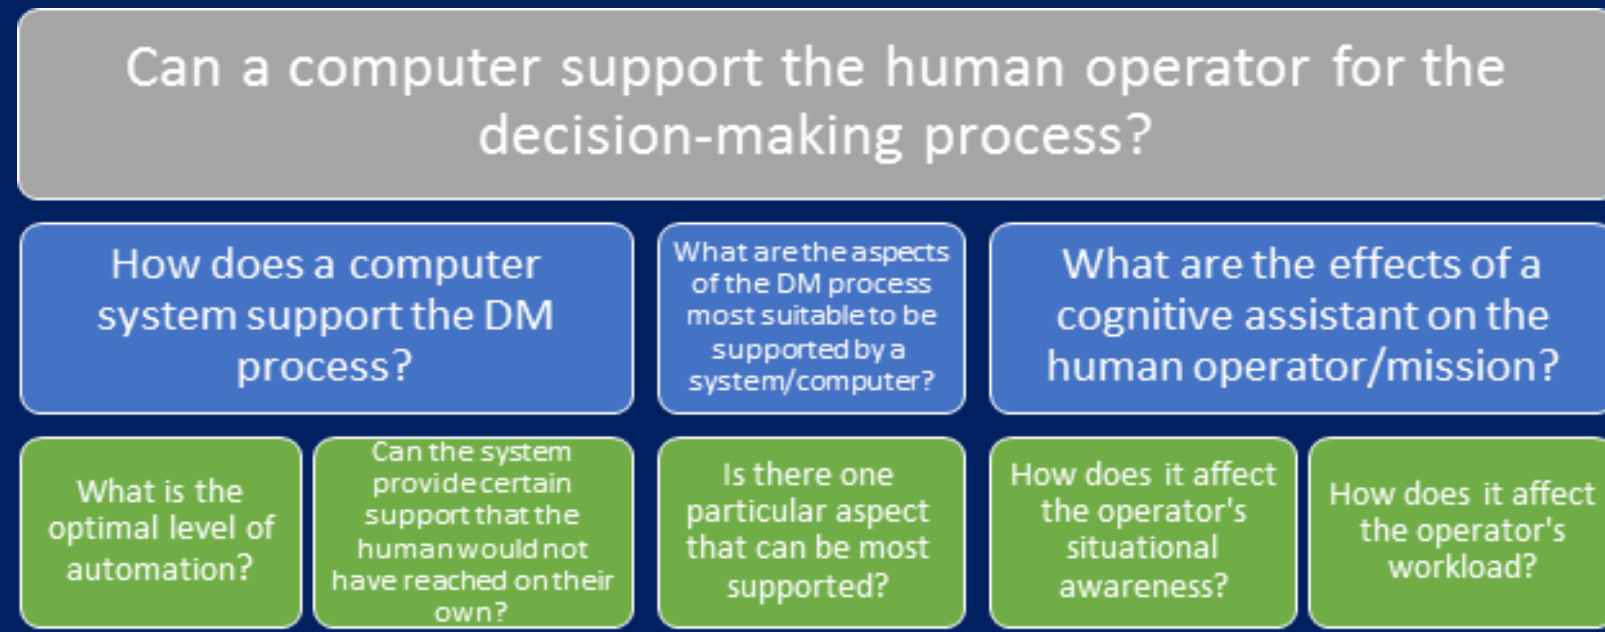 Can a computer support the human operator for the
decision-making process?
How does a computer
system support the DM
process?
What are the aspects
of the DM process
most suitable to be
supported by a
system/computer?
What are the effects of a
cognitive assistant on the
human operator/mission?
What is the
optimal level of
automation?
Can the system
provide certain
support that the
human would not
have reached on their
own?
Is there one
particular aspect
that can be most
supported?
How does it affect
the operator's
situational
awareness?
How does it affect
the operator's
workload?